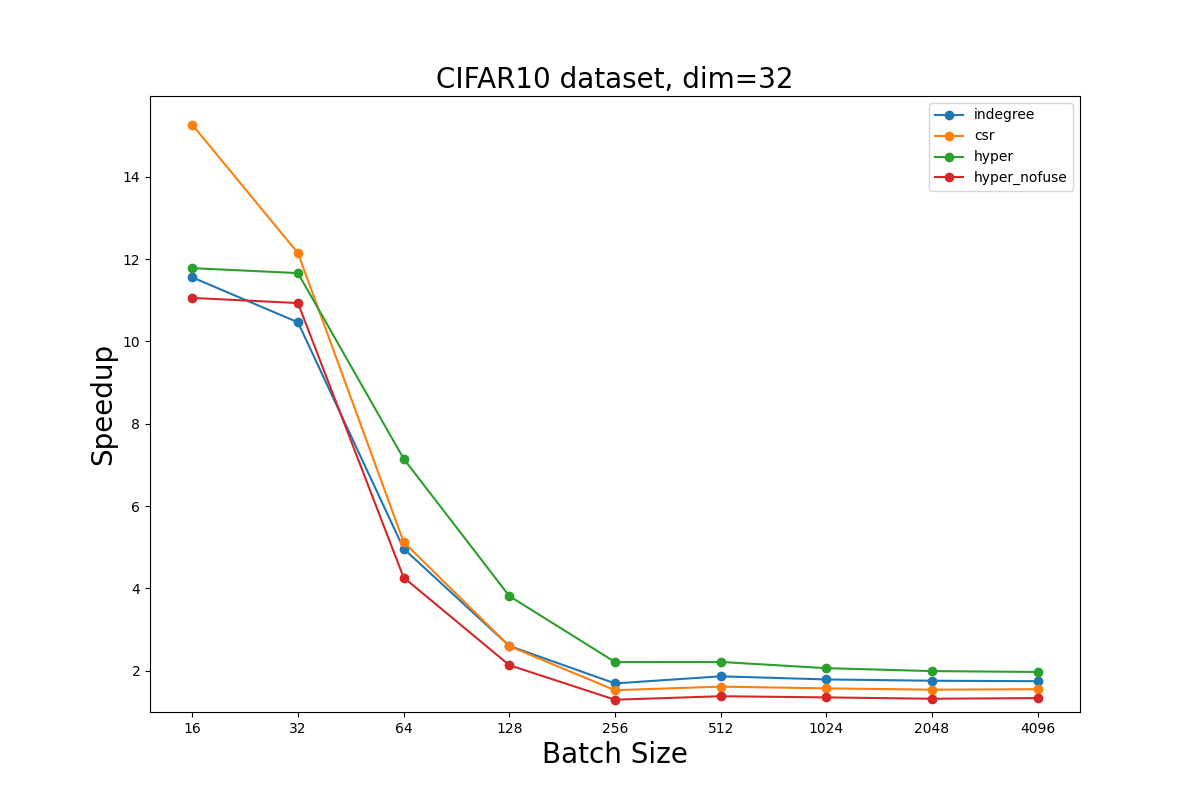 CIFAR10 dataset, dim=32
indegree
csr
hyper
hyper_nofuse
Speedup
14
12
10
8
6
4
2
16 32 64 128 256 512 1024 2048 4096
Batch Size